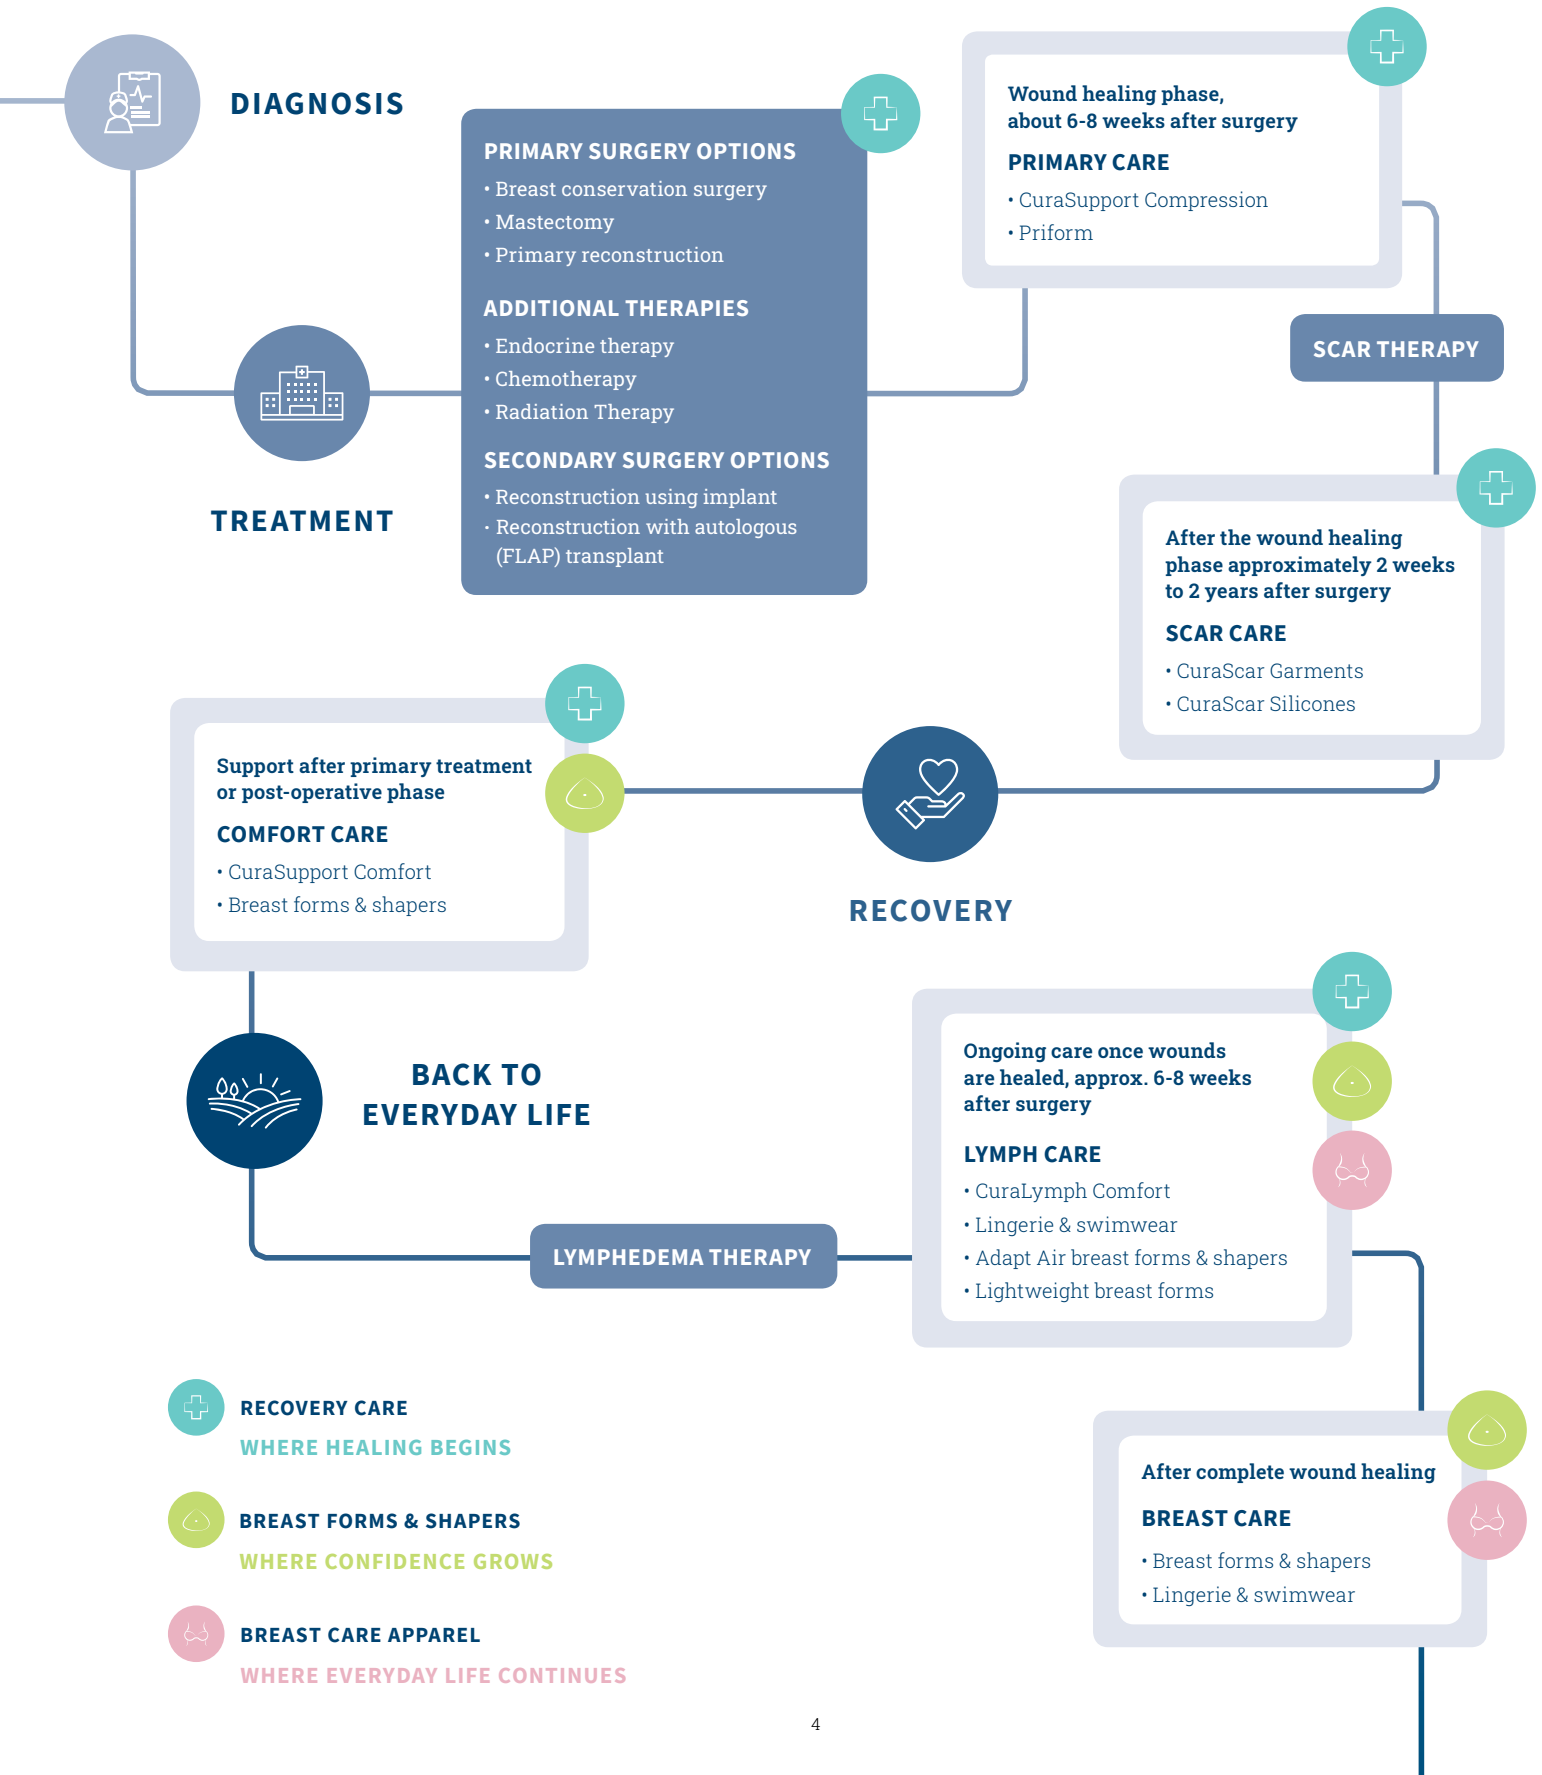 DIAGNOSIS
TREATMENT
PRIMARY SURGERY OPTIONS
• Breast conservation surgery
• Mastectomy
• Primary reconstruction
ADDITIONAL THERAPIES
• Endocrine therapy
• Chemotherapy
• Radiation Therapy
SECONDARY SURGERY OPTIONS
• Reconstruction using implant
• Reconstruction with autologous
(FLAP) transplant
Wound healing phase,
about 6-8 weeks after surgery
PRIMARY CARE
• CuraSupport Compression
• Priform
SCAR THERAPY
After the wound healing
phase approximately 2 weeks
to 2 years after surgery
SCAR CARE
• CuraScar Garments
• CuraScar Silicones
RECOVERY
Support after primary treatment
or post-operative phase
COMFORT CARE
• CuraSupport Comfort
• Breast forms & shapers
BACK TO
EVERYDAY LIFE
LYMPHEDEMA THERAPY
Ongoing care once wounds
are healed, approx. 6-8 weeks
after surgery
LYMPH CARE
• CuraLymph Comfort
• Lingerie & swimwear
• Adapt Air breast forms & shapers
• Lightweight breast forms
After complete wound healing
BREAST CARE
• Breast forms & shapers
• Lingerie & swimwear
RECOVERY CARE
WHERE HEALING BEGINS
BREAST FORMS & SHAPERS
WHERE CONFIDENCE GROWS
BREAST CARE APPAREL
WHERE EVERYDAY LIFE CONTINUES
4